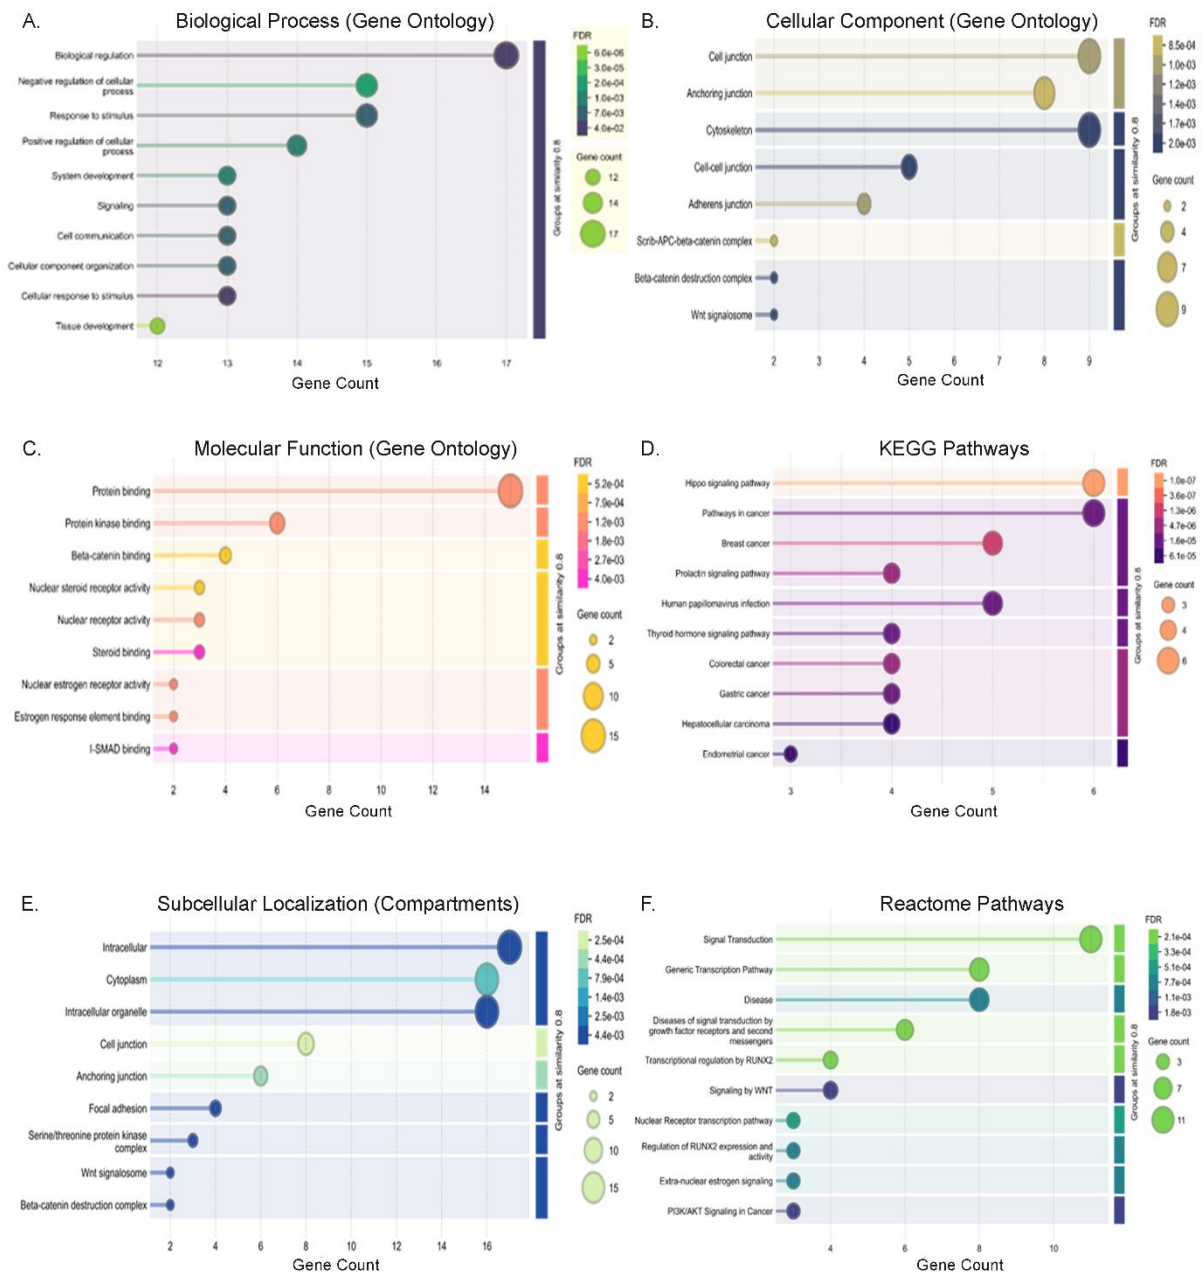 A.
Biological Process (Gene Ontology)
Biological regulation
Negative regulation of cellular
process
Response to stimulus
Positive regulation of cellular
process
System development
Signaling
Cell communication
Cellular component organization
Cellular response to stimulus
Tissue development
12 13 14 15 16 17
Gene Count
Groups at similarity 0.8
FDR
6.0e-06
3.0e-05
2.0e-04
1.0e-03
7.0e-03
4.0e-02
Gene count
12
14
17
B.
Cellular Component (Gene Ontology)
Cell junction
Anchoring junction
Cytoskeleton
Cell-cell junction
Adherens junction
Scrib-APC-beta-catenin complex
Beta-catenin destruction complex
Wnt signalosome
2 3 4 5 6 7 8 9
Gene Count
Groups at similarity 0.8
FDR
8.5e-04
1.0e-03
1.2e-03
1.4e-03
1.7e-03
2.0e-03
Gene count
2
4
7
9
C.
Molecular Function (Gene Ontology)
Protein binding
Protein kinase binding
Beta-catenin binding
Nuclear steroid receptor activity
Nuclear receptor activity
Steroid binding
Nuclear estrogen receptor activity
Estrogen response element binding
I-SMAD binding
2 4 6 8 10 12 14
Gene Count
Groups at similarity 0.8
FDR
5.2e-04
7.9e-04
1.2e-03
1.8e-03
2.7e-03
4.0e-03
Gene count
2
5
10
15
D.
KEGG Pathways
Hippo signaling pathway
Pathways in cancer
Breast cancer
Prolactin signaling pathway
Human papillomavirus infection
Thyroid hormone signaling pathway
Colorectal cancer
Gastric cancer
Hepatocellular carcinoma
Endometrial cancer
3 4 5 6
Gene Count
Groups at similarity 0.8
FDR
1.0e-07
3.6e-07
1.3e-06
4.7e-06
1.6e-05
6.1e-05
Gene count
3
4
6
E.
Subcellular Localization (Compartments)
Intracellular
Cytoplasm
Intracellular organelle
Cell junction
Anchoring junction
Focal adhesion
Serine/threonine protein kinase
complex
Wnt signalosome
Beta-catenin destruction complex
2 4 6 8 10 12 14 16
Gene Count
Groups at similarity 0.8
FDR
2.5e-04
4.4e-04
7.9e-04
1.4e-03
2.5e-03
4.4e-03
Gene count
2
5
10
15
F.
Reactome Pathways
Signal Transduction
Generic Transcription Pathway
Disease
Diseases of signal transduction by
growth factor receptors and second
messengers
Transcriptional regulation by RUNX2
Signaling by WNT
Nuclear Receptor transcription pathway
Regulation of RUNX2 expression and
activity
Extra-nuclear estrogen signaling
PI3K/AKT Signaling in Cancer
4 6 8 10
Gene Count
Groups at similarity 0.8
FDR
2.1e-04
3.3e-04
5.1e-04
7.7e-04
1.1e-03
1.8e-03
Gene count
3
7
11